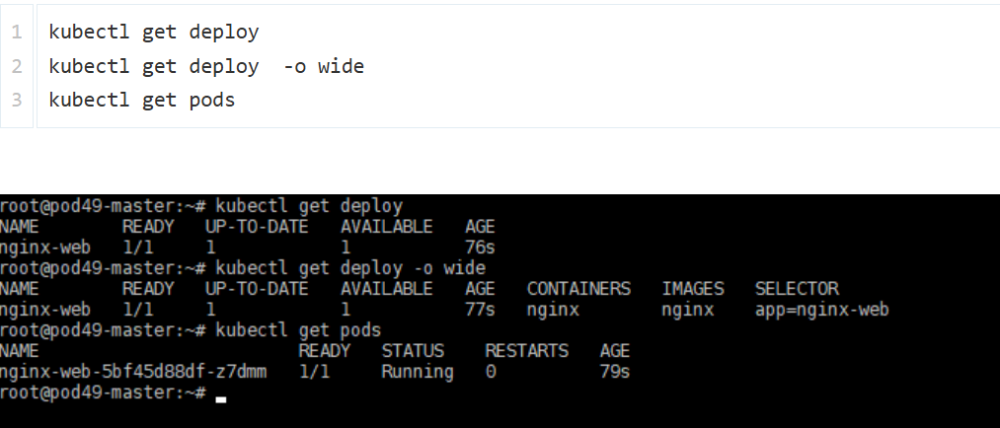 1 kubectl get deploy
2 kubectl get deploy  -o wide
3 kubectl get pods
root@pod49-master:~# kubectl get deploy
NAME        READY   UP-TO-DATE   AVAILABLE   AGE
nginx-web   1/1     1            1           76s
root@pod49-master:~# kubectl get deploy -o wide
NAME        READY   UP-TO-DATE   AVAILABLE   AGE   CONTAINERS   IMAGES   SELECTOR
nginx-web   1/1     1            1           77s   nginx        nginx    app=nginx-web
root@pod49-master:~# kubectl get pods
NAME                         READY   STATUS    RESTARTS   AGE
nginx-web-5bf45d88df-z7dmm   1/1     Running   0          79s
root@pod49-master:~#